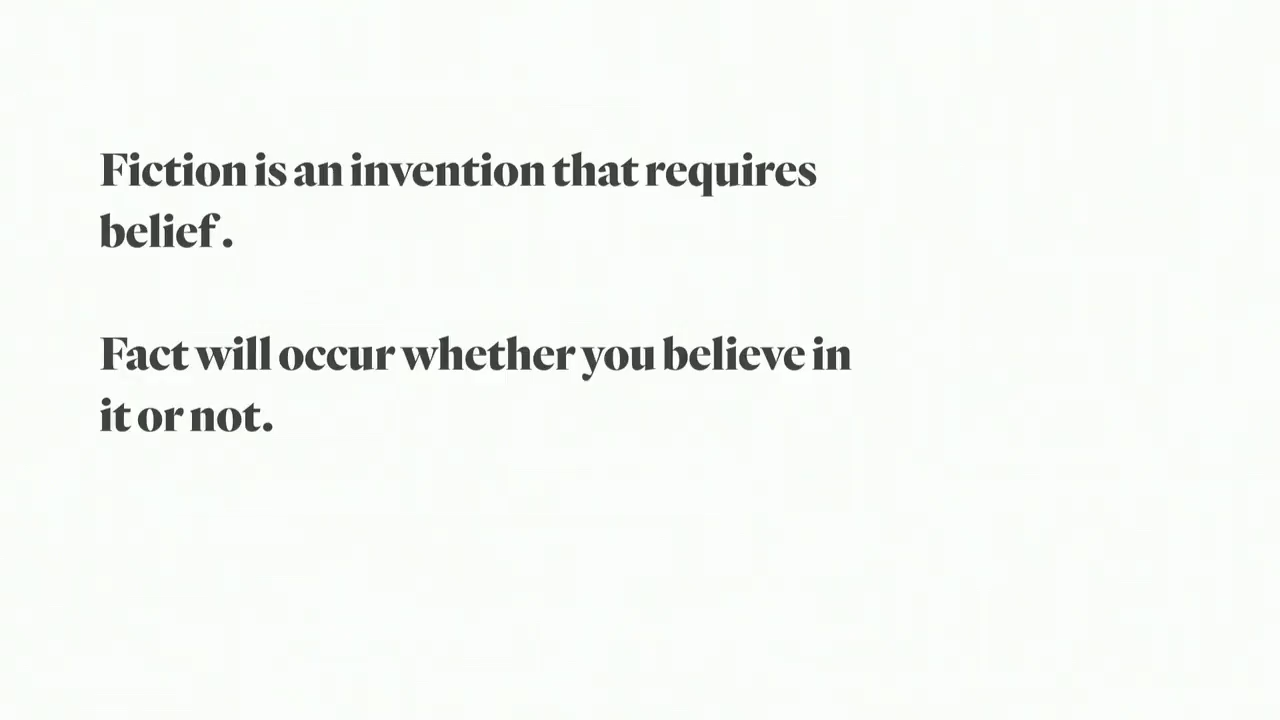 Fiction is an invention that requires
belief.
Fact will occur whether you believe in
it or not.